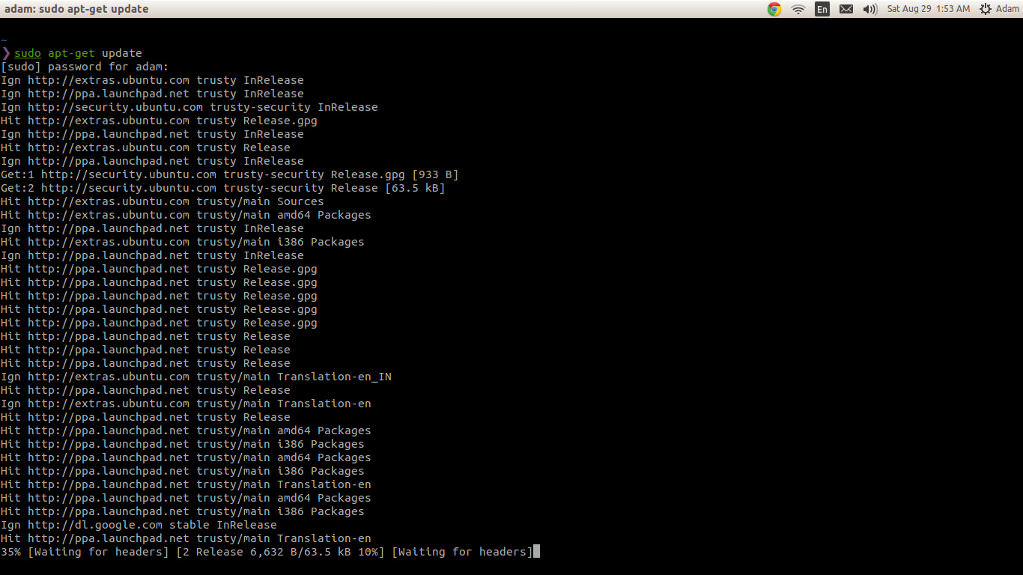 adam: sudo apt-get update
En
Sat Aug 29 1:53 AM
Adam
~
❯ sudo apt-get update
[sudo] password for adam:
Ign http://extras.ubuntu.com trusty InRelease
Ign http://ppa.launchpad.net trusty InRelease
Ign http://security.ubuntu.com trusty-security InRelease
Hit http://extras.ubuntu.com trusty Release.gpg
Ign http://ppa.launchpad.net trusty InRelease
Hit http://extras.ubuntu.com trusty Release
Ign http://ppa.launchpad.net trusty InRelease
Get:1 http://security.ubuntu.com trusty-security Release.gpg [933 B]
Get:2 http://security.ubuntu.com trusty-security Release [63.5 kB]
Hit http://extras.ubuntu.com trusty/main Sources
Hit http://extras.ubuntu.com trusty/main amd64 Packages
Ign http://ppa.launchpad.net trusty InRelease
Hit http://extras.ubuntu.com trusty/main i386 Packages
Ign http://ppa.launchpad.net trusty InRelease
Hit http://ppa.launchpad.net trusty Release.gpg
Hit http://ppa.launchpad.net trusty Release.gpg
Hit http://ppa.launchpad.net trusty Release.gpg
Hit http://ppa.launchpad.net trusty Release.gpg
Hit http://ppa.launchpad.net trusty Release.gpg
Hit http://ppa.launchpad.net trusty Release
Hit http://ppa.launchpad.net trusty Release
Hit http://ppa.launchpad.net trusty Release
Ign http://extras.ubuntu.com trusty/main Translation-en_IN
Hit http://ppa.launchpad.net trusty Release
Ign http://extras.ubuntu.com trusty/main Translation-en
Hit http://ppa.launchpad.net trusty Release
Hit http://ppa.launchpad.net trusty/main amd64 Packages
Hit http://ppa.launchpad.net trusty/main i386 Packages
Hit http://ppa.launchpad.net trusty/main amd64 Packages
Hit http://ppa.launchpad.net trusty/main i386 Packages
Hit http://ppa.launchpad.net trusty/main Translation-en
Hit http://ppa.launchpad.net trusty/main amd64 Packages
Hit http://ppa.launchpad.net trusty/main i386 Packages
Ign http://dl.google.com stable InRelease
Hit http://ppa.launchpad.net trusty/main Translation-en
35% [Waiting for headers] [2 Release 6,632 B/63.5 kB 10%] [Waiting for headers]